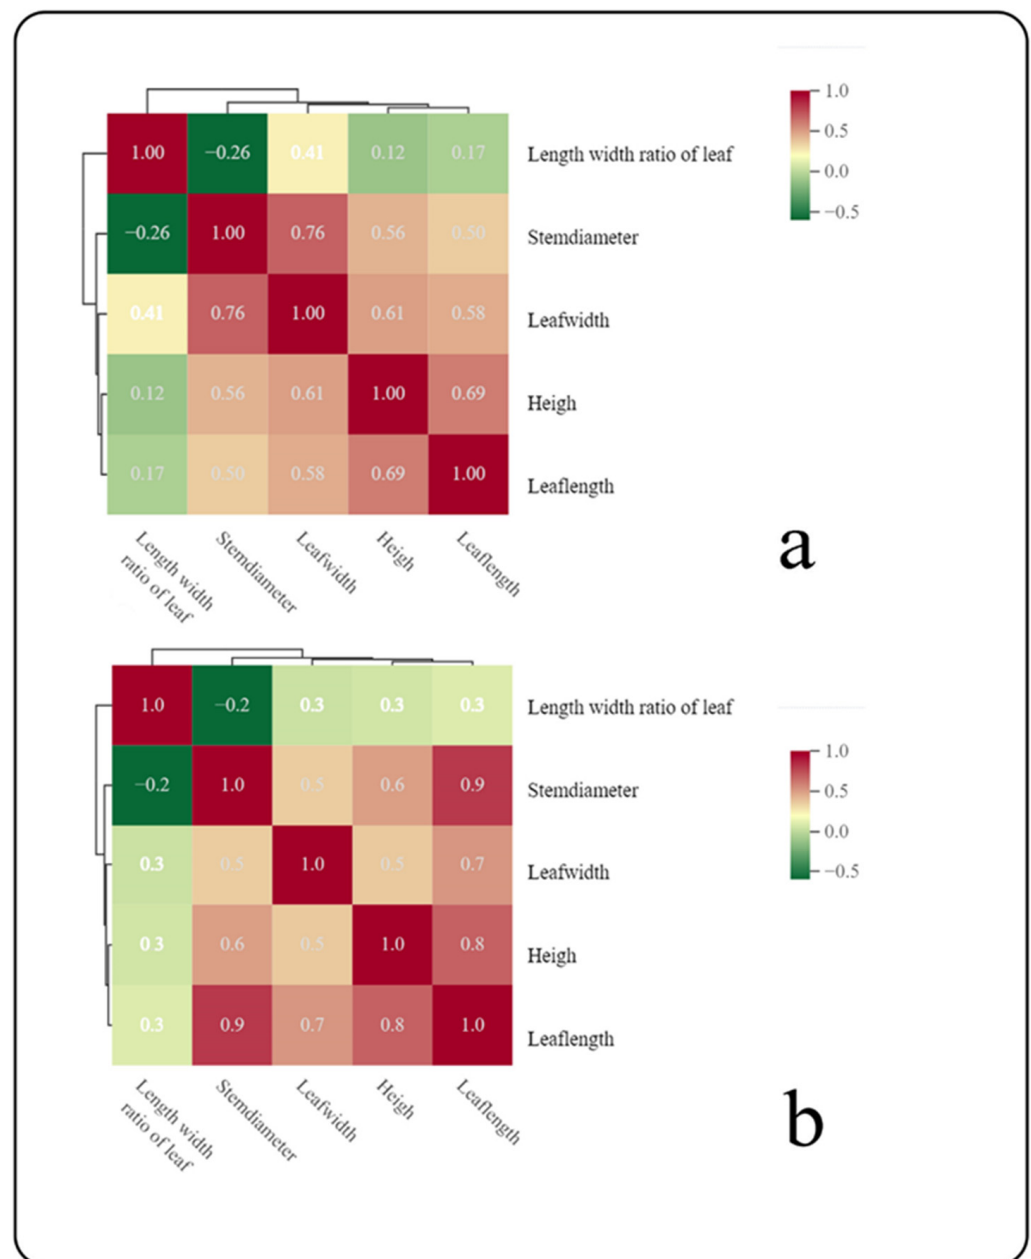 1.0
0.5
0.0
−0.5
1.00 −0.26 0.41 0.12 0.17 Length width ratio of leaf
−0.26 1.00 0.76 0.56 0.50 Stemdiameter
0.41 0.76 1.00 0.61 0.58 Leafwidth
0.12 0.56 0.61 1.00 0.69 Heigh
0.17 0.50 0.58 0.69 1.00 Leaflength
Length width
ratio of leaf
Stemdiameter
Leafwidth
Heigh
Leaflength
a
1.0 −0.2 0.3 0.3 0.3 Length width ratio of leaf
−0.2 1.0 0.5 0.6 0.9 Stemdiameter
0.3 0.5 1.0 0.5 0.7 Leafwidth
0.3 0.6 0.5 1.0 0.8 Heigh
0.3 0.9 0.7 0.8 1.0 Leaflength
1.0
0.5
0.0
−0.5
Length width
ratio of leaf
Stemdiameter
Leafwidth
Heigh
Leaflength
b